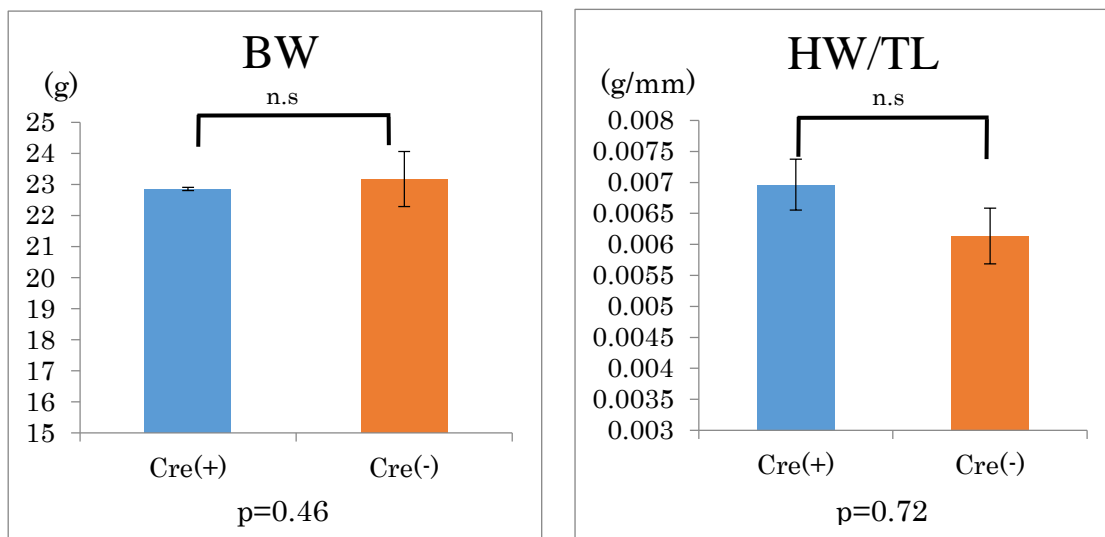 BW
(g)
n.s
25
24
23
22
21
20
19
18
17
16
15
Cre(+) Cre(-)
p=0.46
HW/TL
(g/mm)
n.s
0.008
0.0075
0.007
0.0065
0.006
0.0055
0.005
0.0045
0.004
0.0035
0.003
Cre(+) Cre(-)
p=0.72